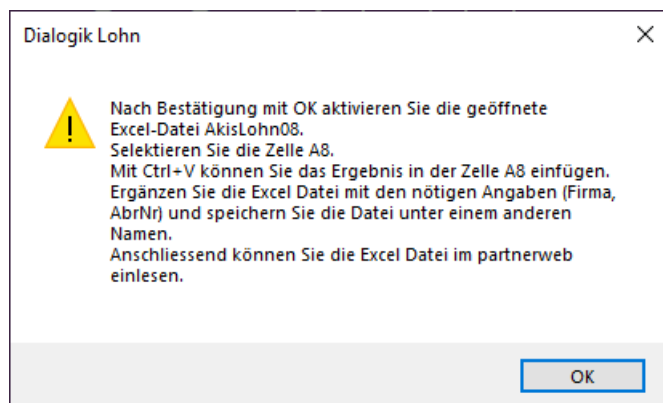 Dialogik Lohn
Nach Bestätigung mit OK aktivieren Sie die geöffnete
Excel-Datei AkisLohn08.
Selektieren Sie die Zelle A8.
Mit Ctrl+V können Sie das Ergebnis in der Zelle A8 einfügen.
Ergänzen Sie die Excel Datei mit den nötigen Angaben (Firma,
AbrNr) und speichern Sie die Datei unter einem anderen
Namen.
Anschliessend können Sie die Excel Datei im partnerweb
einlesen.
OK